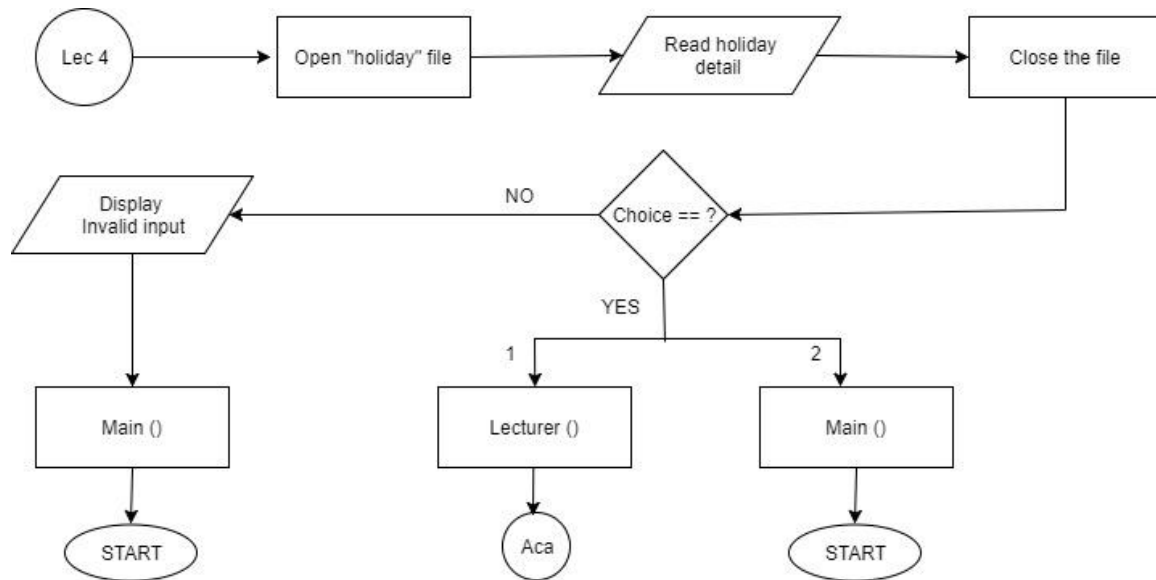 Lec 4
Open "holiday" file
Read holiday
detail
Close the file
Display
Invalid input
NO
Choice == ?
YES
1
2
Main ()
Lecturer ()
Main ()
START
Aca
START